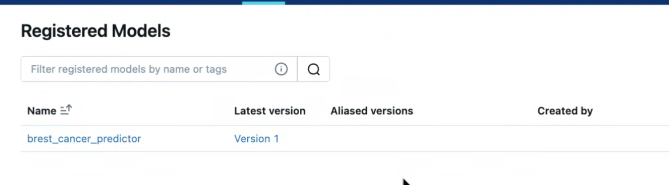 Registered Models
Filter registered models by name or tags
Name Latest version Aliased versions Created by
brest_cancer_predictor Version 1